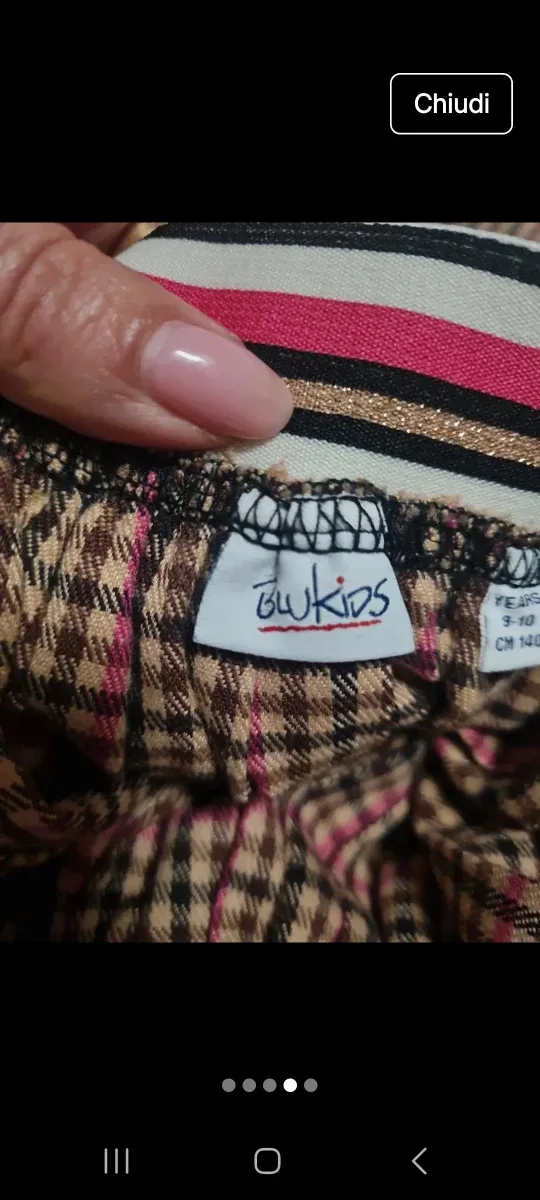 Chiudi
BLUKIDS
YEARS
9-10
CM 140